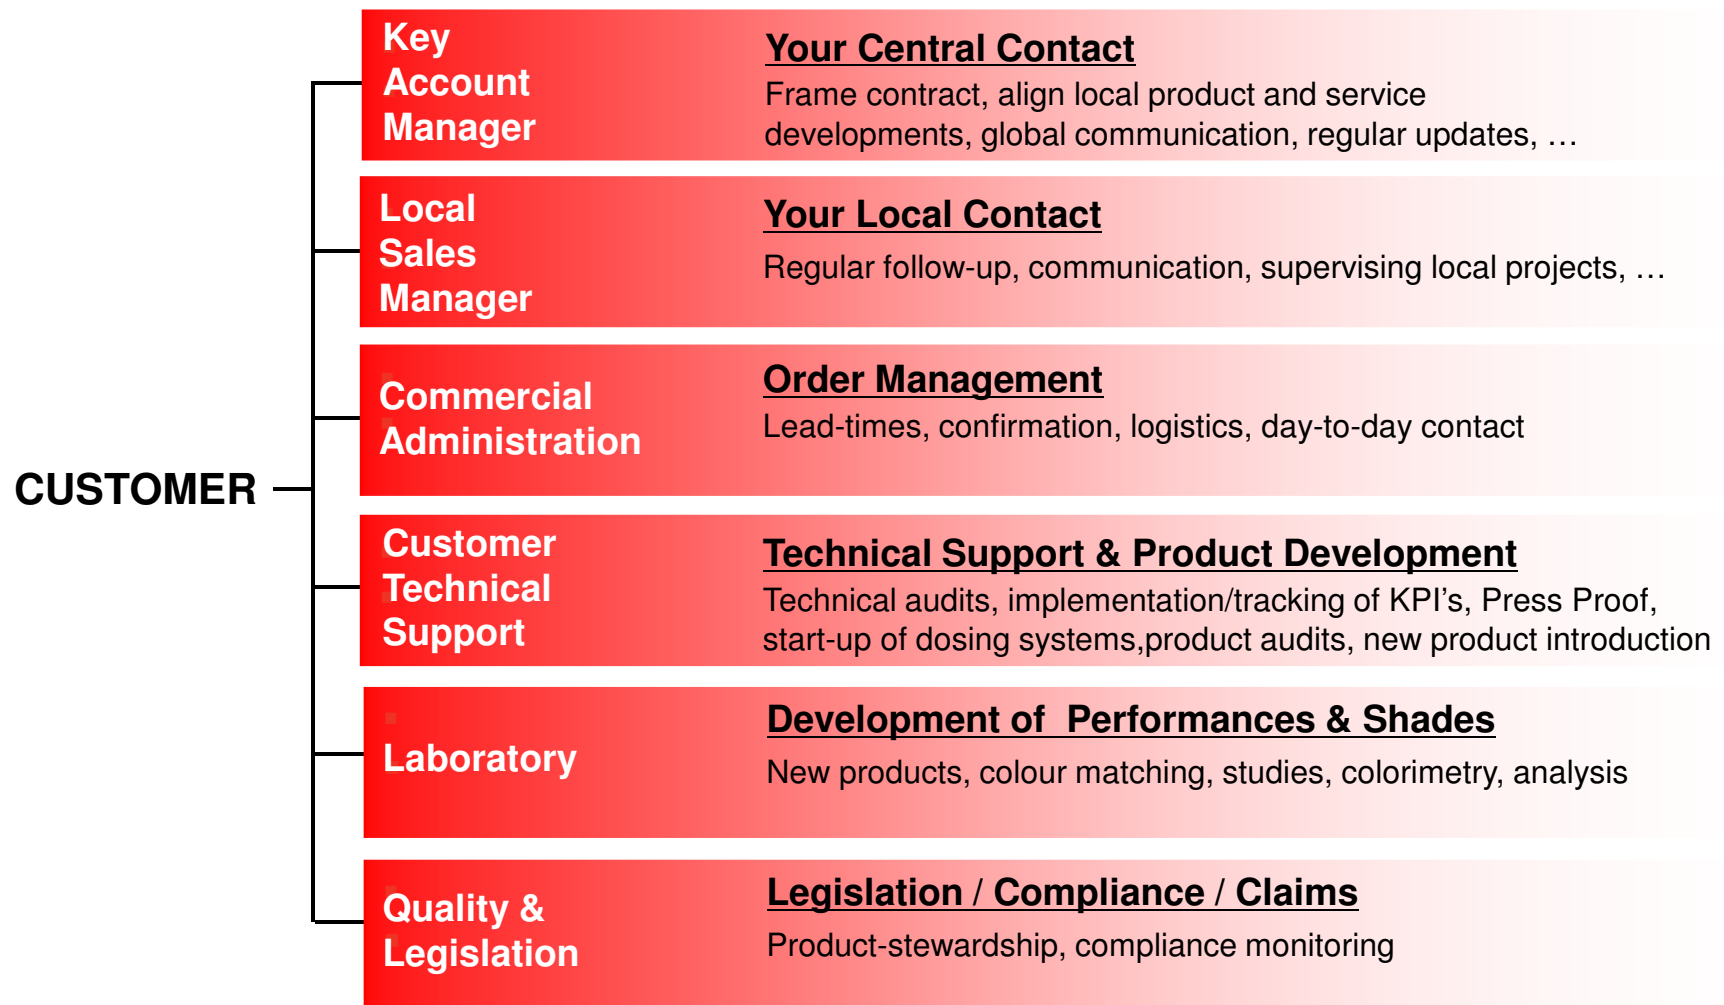 CUSTOMER
Key
Account
Manager
Your Central Contact
Frame contract, align local product and service
developments, global communication, regular updates, …
Local
Sales
Manager
Your Local Contact
Regular follow-up, communication, supervising local projects, …
Commercial
Administration
Order Management
Lead-times, confirmation, logistics, day-to-day contact
Customer
Technical
Support
Technical Support & Product Development
Technical audits, implementation/tracking of KPI's, Press Proof,
start-up of dosing systems,product audits, new product introduction
Laboratory
Development of  Performances & Shades
New products, colour matching, studies, colorimetry, analysis
Quality &
Legislation
Legislation / Compliance / Claims
Product-stewardship, compliance monitoring